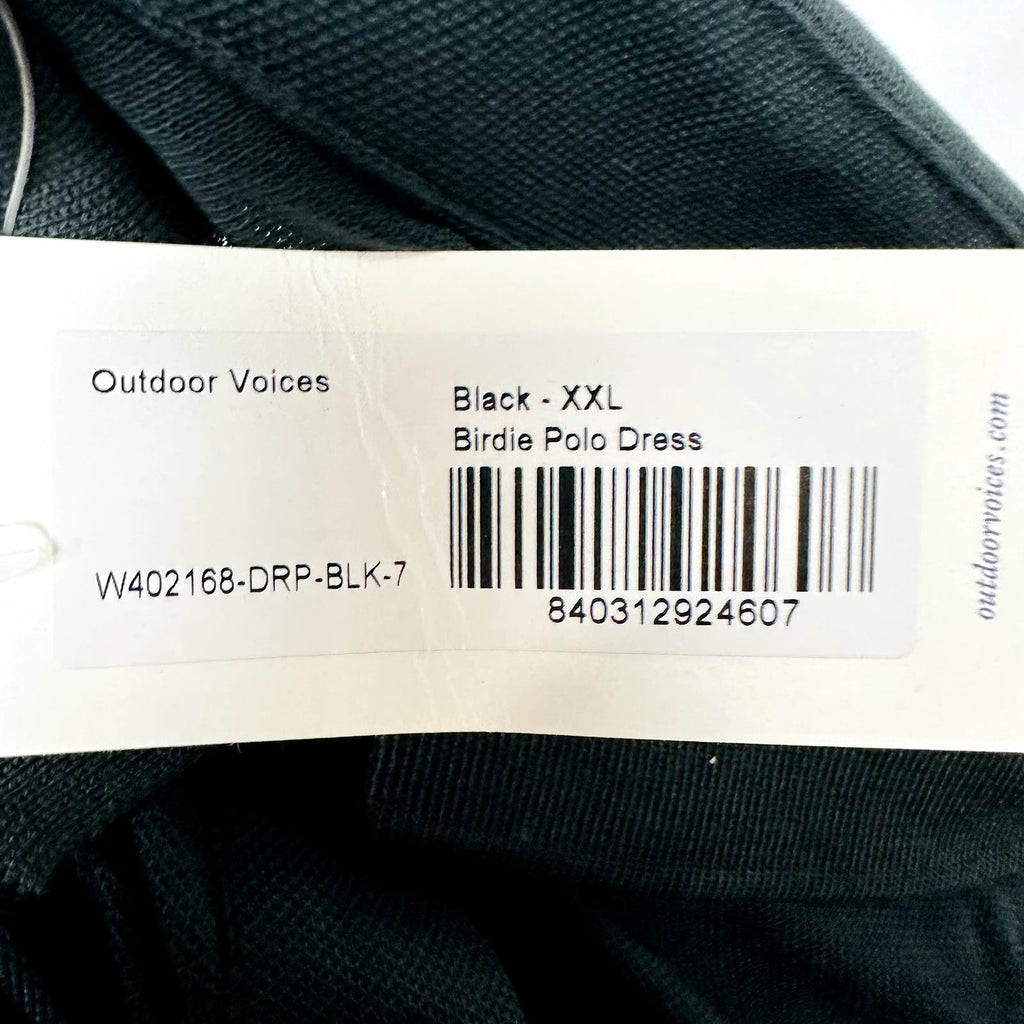 Outdoor Voices
Black - XXL
Birdie Polo Dress
W402168-DRP-BLK-7
840312924607
outdoorvoices.com